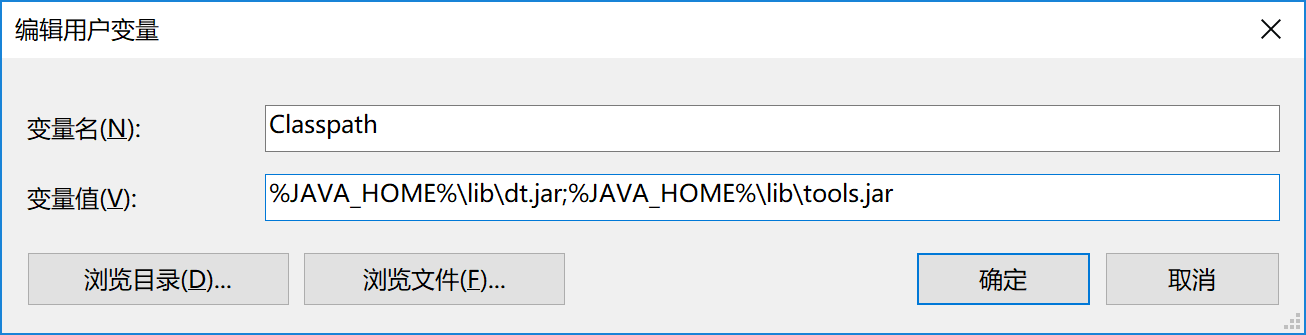 编辑用户变量
变量名(N):
Classpath
变量值(V):
%JAVA_HOME%\lib\dt.jar;%JAVA_HOME%\lib\tools.jar
浏览目录(D)...
浏览文件(F)...
确定
取消